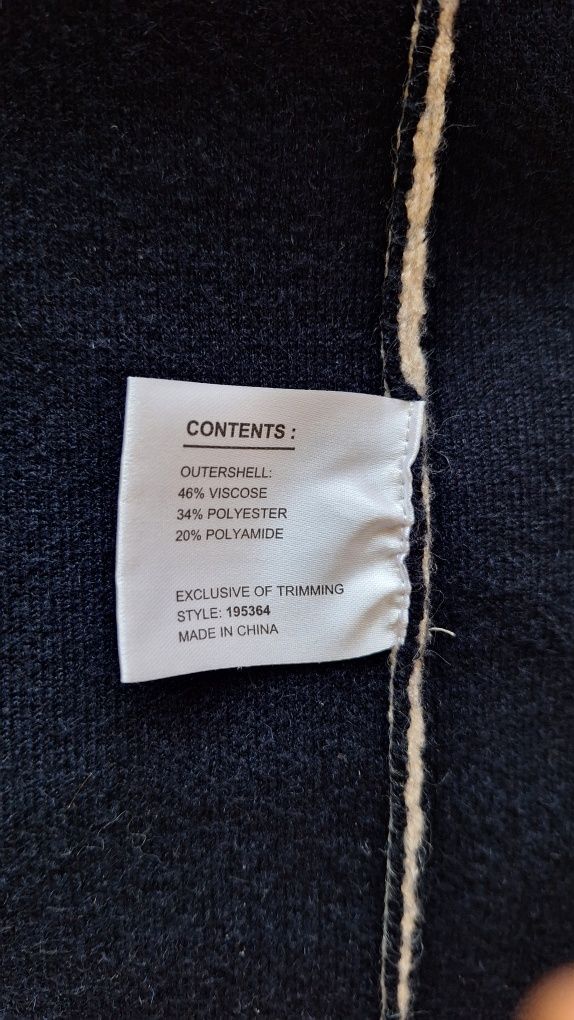 CONTENTS :
OUTERSHELL:
46% VISCOSE
34% POLYESTER
20% POLYAMIDE
EXCLUSIVE OF TRIMMING
STYLE: 195364
MADE IN CHINA